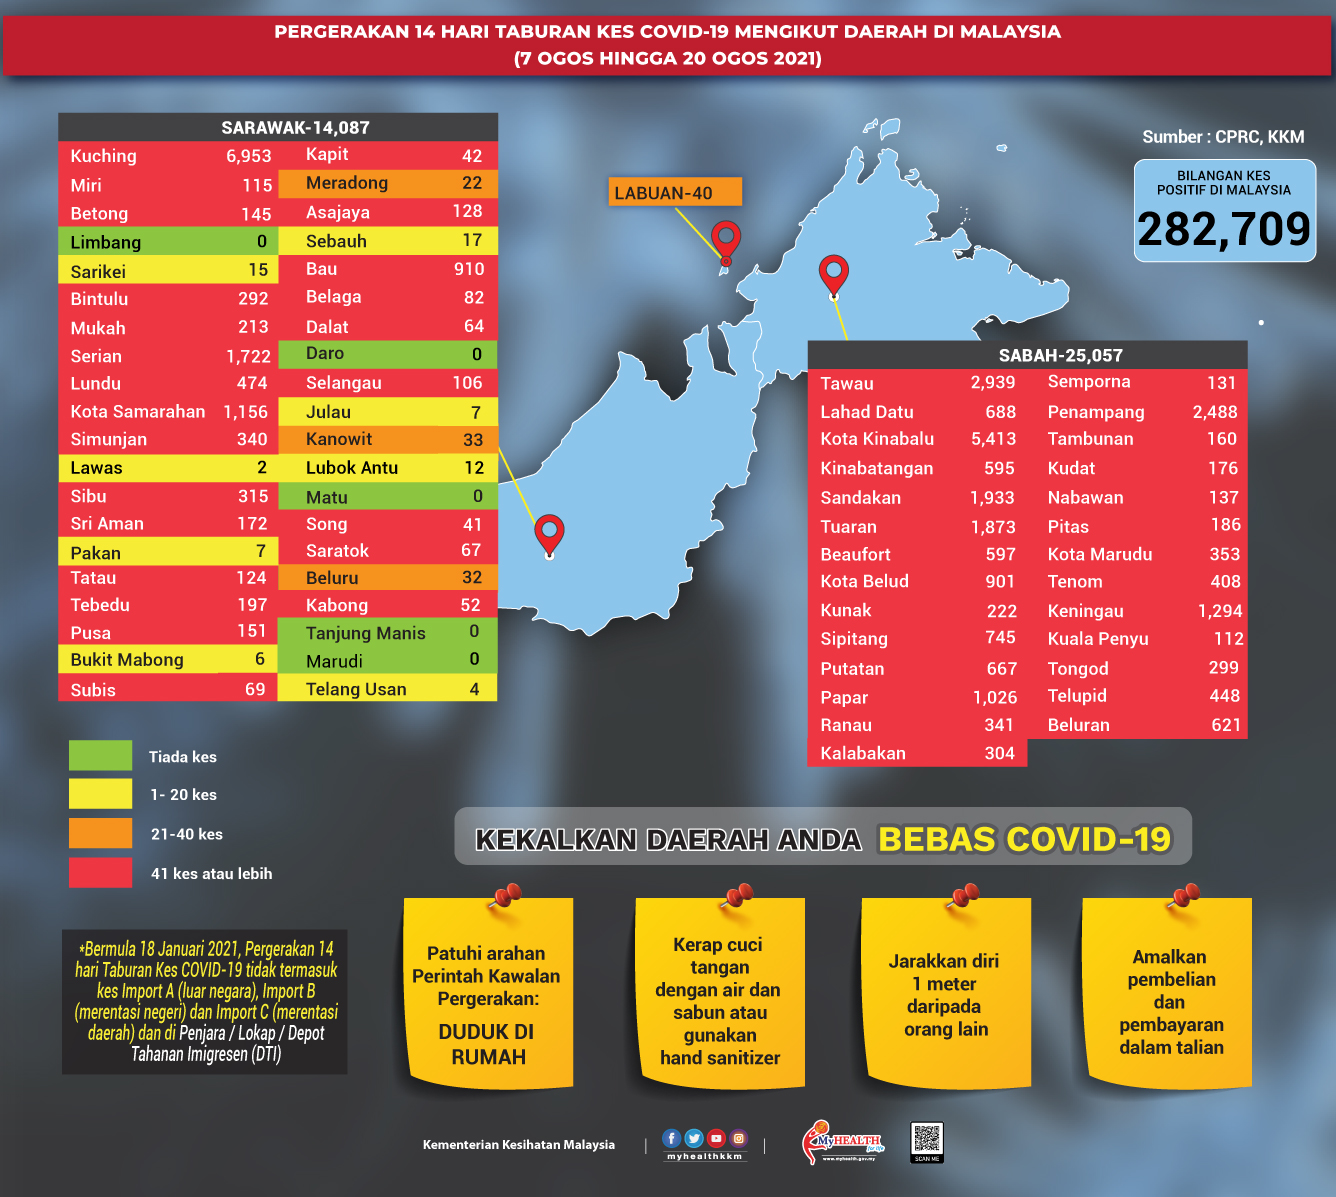 PERGERAKAN 14 HARI TABURAN KES COVID-19 MENGIKUT DAERAH DI MALAYSIA
(7 OGOS HINGGA 20 OGOS 2021)
Sumber : CPRC, KKM
BILANGAN KES
POSITIF DI MALAYSIA
282,709
LABUAN-40
SARAWAK-14,087
Kuching 6,953 Kapit 42
Miri 115 Meradong 22
Betong 145 Asajaya 128
Limbang 0 Sebauh 17
Sarikei 15 Bau 910
Bintulu 292 Belaga 82
Mukah 213 Dalat 64
Serian 1,722 Daro 0
Lundu 474 Selangau 106
Kota Samarahan 1,156 Julau 7
Simunjan 340 Kanowit 33
Lawas 2 Lubok Antu 12
Sibu 315 Matu 0
Sri Aman 172 Song 41
Pakan 7 Saratok 67
Tatau 124 Beluru 32
Tebedu 197 Kabong 52
Pusa 151 Tanjung Manis 0
Bukit Mabong 6 Marudi 0
Subis 69 Telang Usan 4
SABAH-25,057
Tawau 2,939 Semporna 131
Lahad Datu 688 Penampang 2,488
Kota Kinabalu 5,413 Tambunan 160
Kinabatangan 595 Kudat 176
Sandakan 1,933 Nabawan 137
Tuaran 1,873 Pitas 186
Beaufort 597 Kota Marudu 353
Kota Belud 901 Tenom 408
Kunak 222 Keningau 1,294
Sipitang 745 Kuala Penyu 112
Putatan 667 Tongod 299
Papar 1,026 Telupid 448
Ranau 341 Beluran 621
Kalabakan 304
Tiada kes
1- 20 kes
21-40 kes
41 kes atau lebih
*Bermula 18 Januari 2021, Pergerakan 14
hari Taburan Kes COVID-19 tidak termasuk
kes Import A (luar negara), Import B
(merentasi negeri) dan Import C (merentasi
daerah) dan di Penjara / Lokap / Depot
Tahanan Imigresen (DTI)
KEKALKAN DAERAH ANDA BEBAS COVID-19
Patuhi arahan
Perintah Kawalan
Pergerakan:
DUDUK DI
RUMAH
Kerap cuci
tangan
dengan air dan
sabun atau
gunakan
hand sanitizer
Jarakkan diri
1 meter
daripada
orang lain
Amalkan
pembelian
dan
pembayaran
dalam talian
Kementerian Kesihatan Malaysia
myhealthkkm
MyHEALTH
for life
www.myhealth.gov.my
SCAN ME